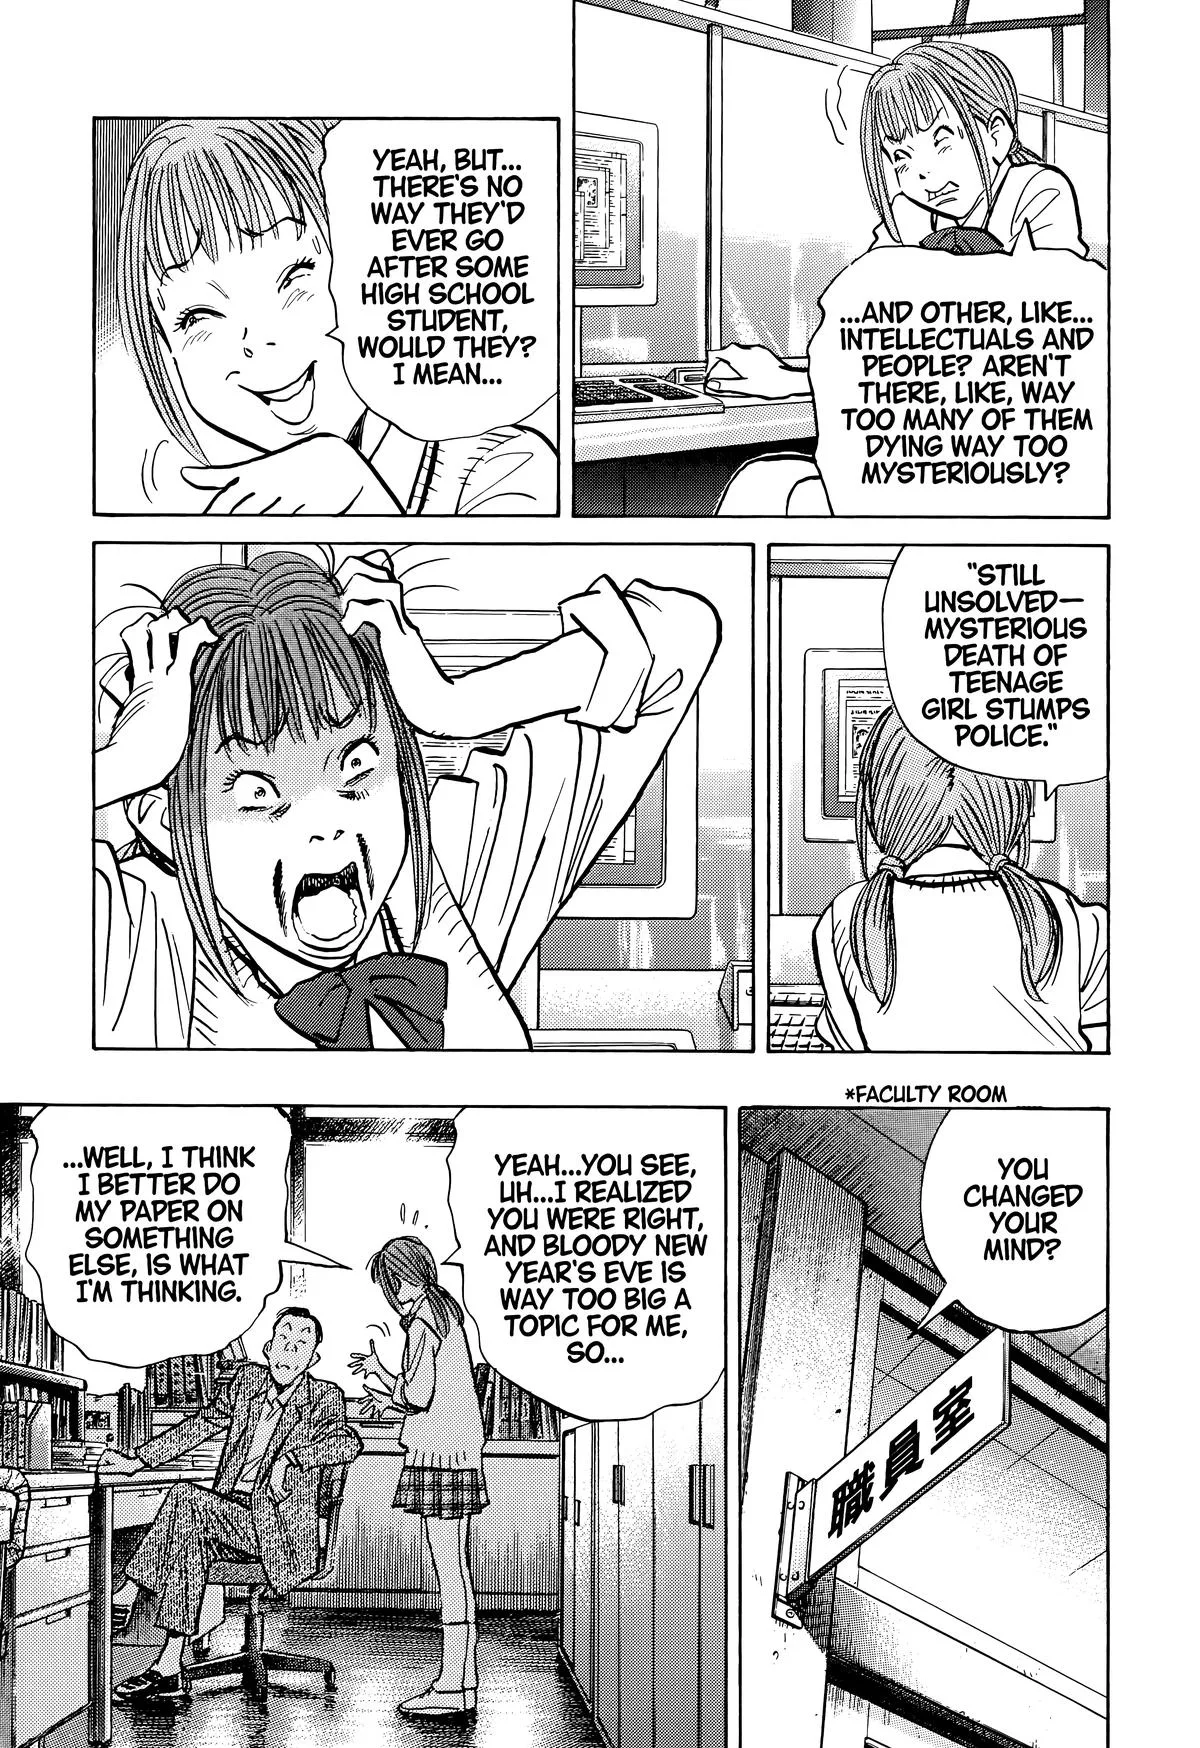 ...AND OTHER, LIKE...
INTELLECTUALS AND
PEOPLE? AREN'T
THERE, LIKE, WAY
TOO MANY OF THEM
DYING WAY TOO
MYSTERIOUSLY?
YEAH, BUT...
THERE'S NO
WAY THEY'D
EVER GO
AFTER SOME
HIGH SCHOOL
STUDENT,
WOULD THEY?
I MEAN...
"STILL
UNSOLVED—
MYSTERIOUS
DEATH OF
TEENAGE
GIRL STUMPS
POLICE."
*FACULTY ROOM
YOU
CHANGED
YOUR
MIND?
職員室
YEAH...YOU SEE,
UH...I REALIZED
YOU WERE RIGHT,
AND BLOODY NEW
YEAR'S EVE IS
WAY TOO BIG A
TOPIC FOR ME,
SO...
...WELL, I THINK
I BETTER DO
MY PAPER ON
SOMETHING
ELSE, IS WHAT
I'M THINKING.